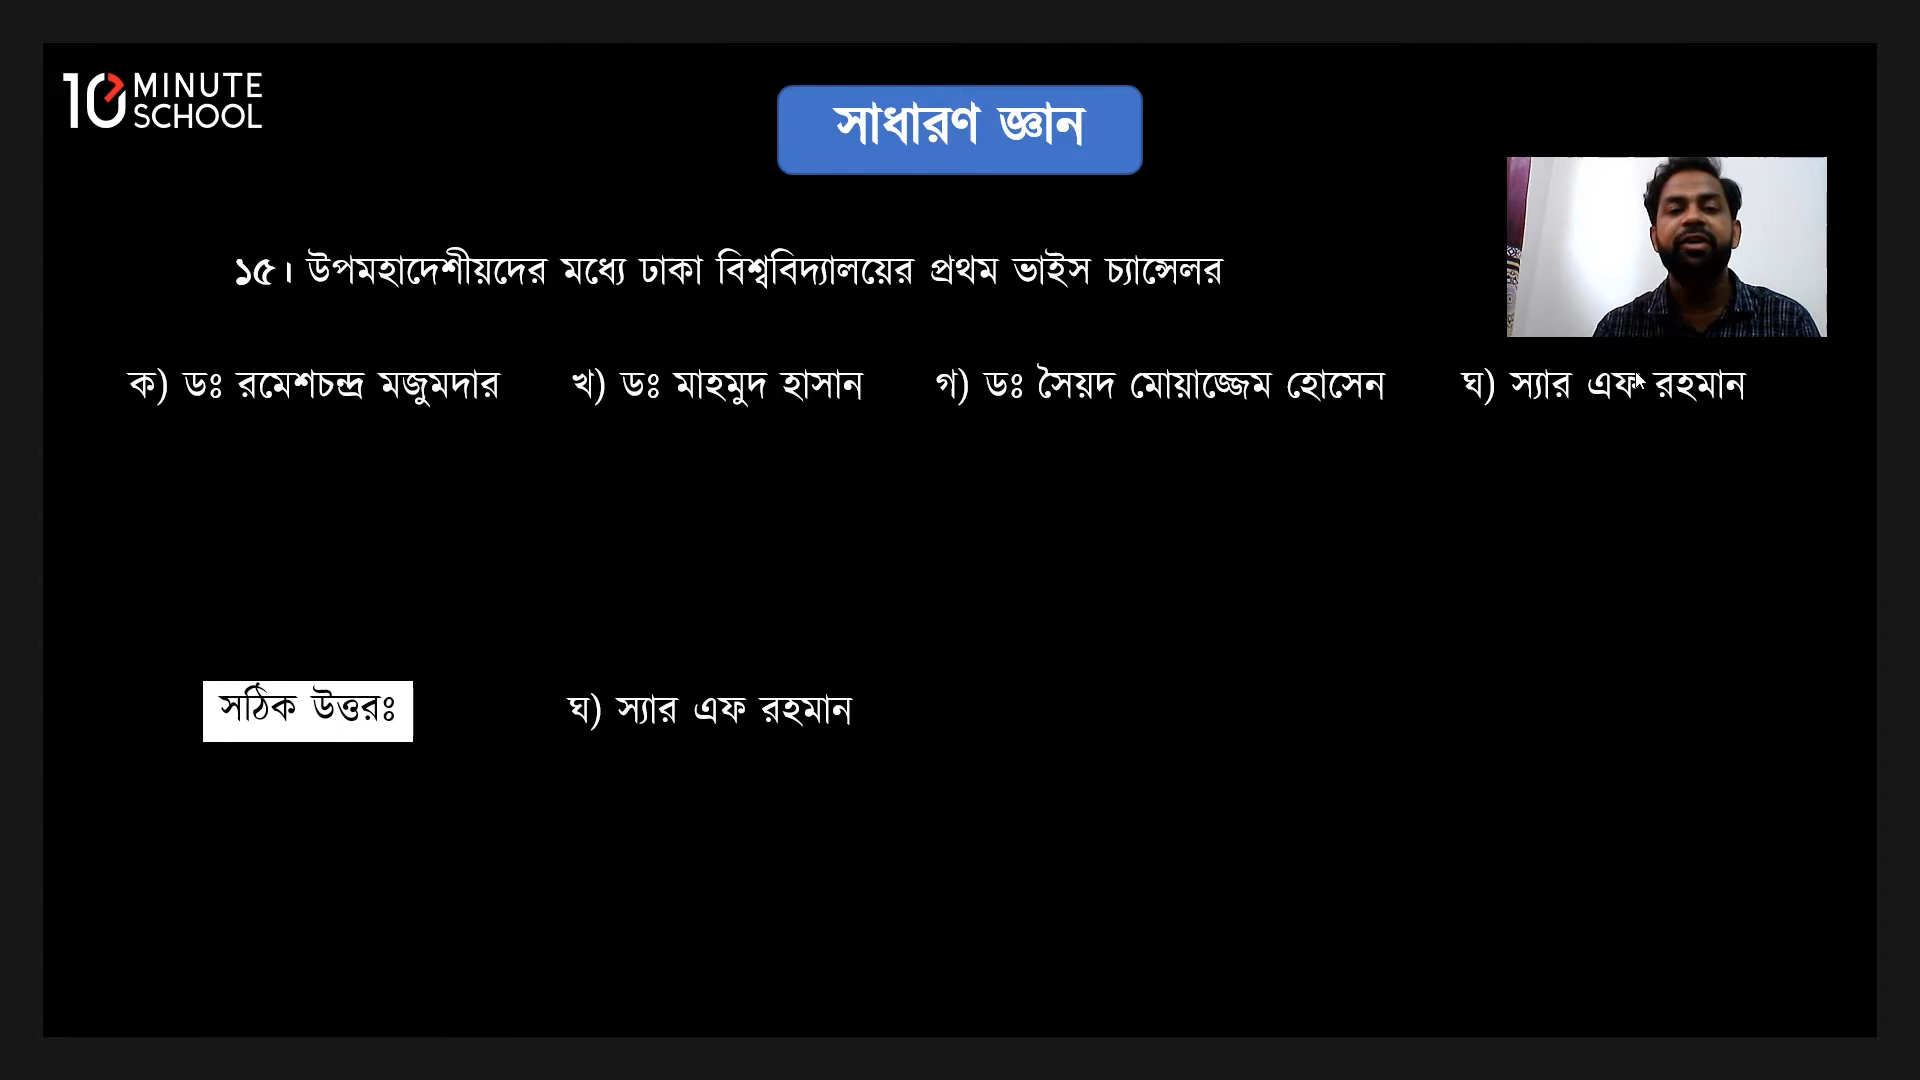 10 MINUTE SCHOOL
সাধারণ জ্ঞান
১৫। উপমহাদেশীয়দের মধ্যে ঢাকা বিশ্ববিদ্যালয়ের প্রথম ভাইস চ্যান্সেলর
ক) ডঃ রমেশচন্দ্র মজুমদার খ) ডঃ মাহমুদ হাসান গ) ডঃ সৈয়দ মোয়াজ্জেম হোসেন ঘ) স্যার এফ রহমান
সঠিক উত্তরঃ ঘ) স্যার এফ রহমান